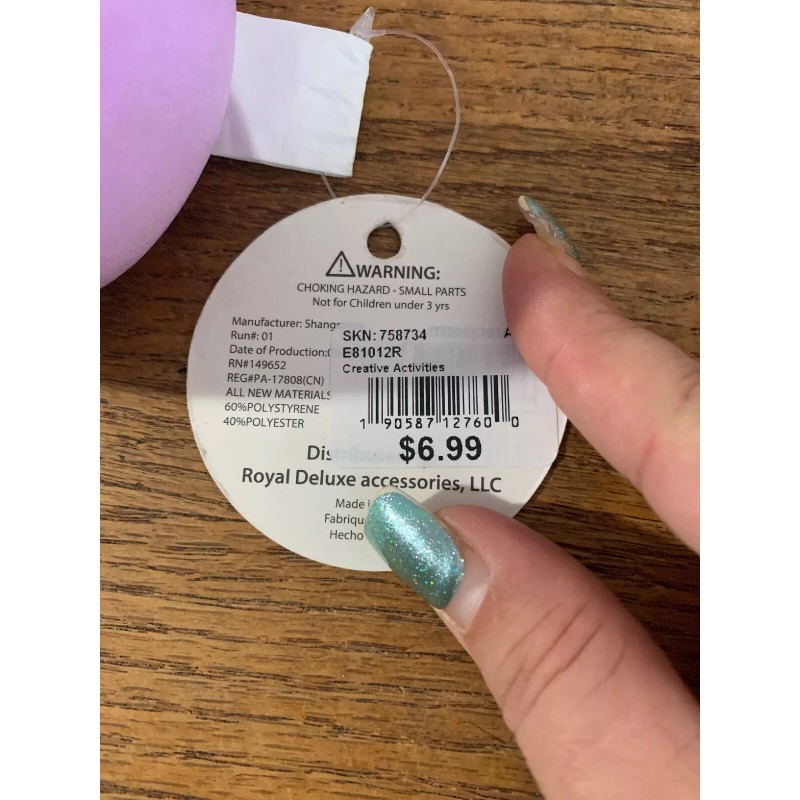 WARNING:
CHOKING HAZARD - SMALL PARTS
Not for Children under 3 yrs
Manufacturer:
Run#: 01
Date of Production:
RN#149652
REG#PA-17808(CN)
ALL NEW MATERIALS
60%POLYSTYRENE
40%POLYESTER
SKN: 758734
E81012R
Creative Activities
1 90587 12760 0
$6.99
Royal Deluxe accessories, LLC
Made
Hecho